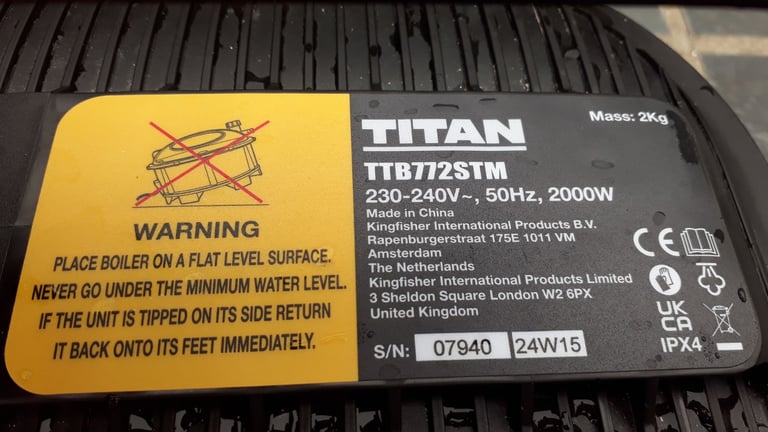 WARNING
PLACE BOILER ON A FLAT LEVEL SURFACE.
NEVER GO UNDER THE MINIMUM WATER LEVEL.
IF THE UNIT IS TIPPED ON ITS SIDE RETURN
IT BACK ONTO ITS FEET IMMEDIATELY.
Mass: 2Kg
TITAN
TTB772STM
230-240V~, 50Hz, 2000W
Made in China
Kingfisher International Products B.V.
Rapenburgerstraat 175E 1011 VM
Amsterdam
The Netherlands
Kingfisher International Products Limited
3 Sheldon Square London W2 6PX
United Kingdom
S/N: 07940 24W15
CE
UK
CA
IPX4